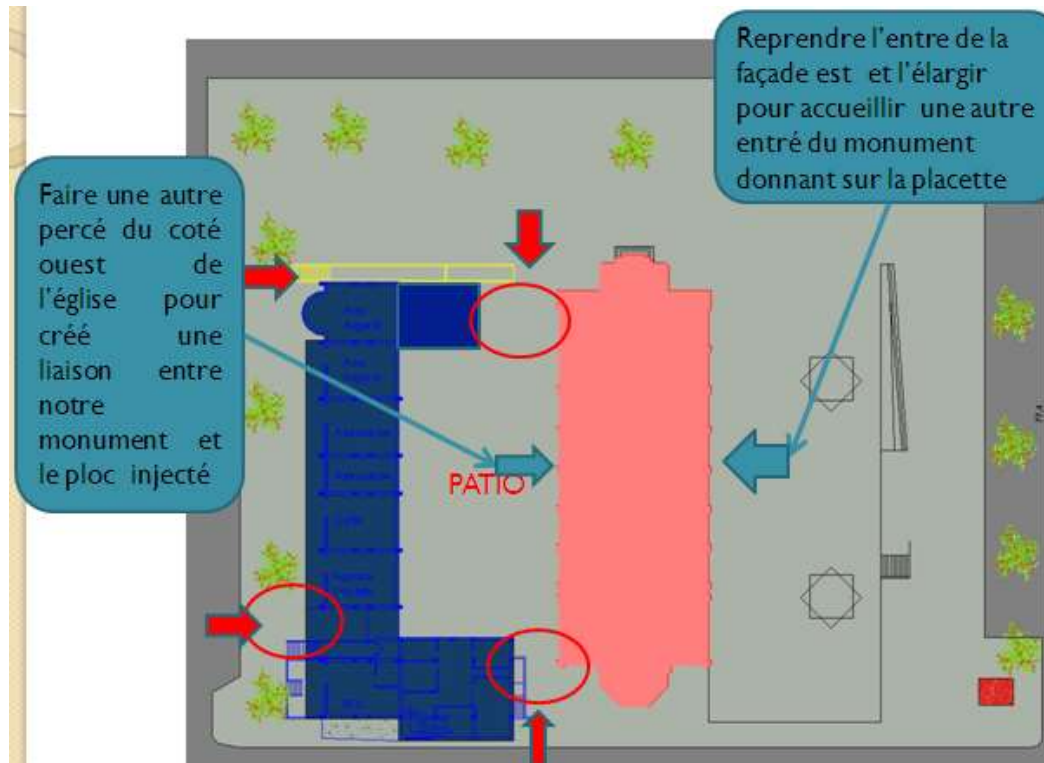 Reprendre l'entre de la
façade est et l'élargir
pour accueillir une autre
entré du monument
donnant sur la placette
Faire une autre
percé du coté
ouest de
l'église pour
créé une
liaison entre
notre
monument et
le ploc injecté
PATIO